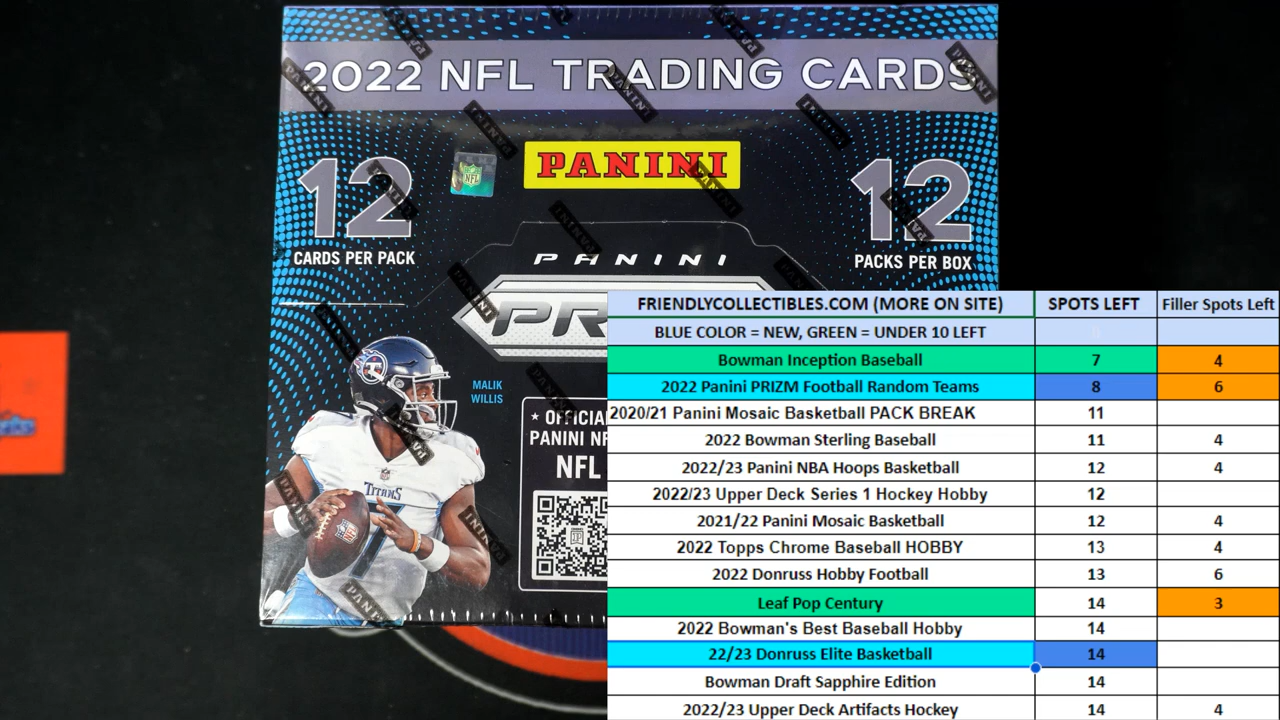 2022 NFL TRADING CARDS
PANINI
12
CARDS PER PACK
NFL
12
PACKS PER BOX
PANINI
PR
MALIK
WILLIS
★ OFFICIAL
PANINI NF
NFL
TITANS
7
FRIENDLYCOLLECTIBLES.COM (MORE ON SITE) SPOTS LEFT Filler Spots Left
BLUE COLOR = NEW, GREEN = UNDER 10 LEFT
Bowman Inception Baseball 7 4
2022 Panini PRIZM Football Random Teams 8 6
2020/21 Panini Mosaic Basketball PACK BREAK 11
2022 Bowman Sterling Baseball 11 4
2022/23 Panini NBA Hoops Basketball 12 4
2022/23 Upper Deck Series 1 Hockey Hobby 12
2021/22 Panini Mosaic Basketball 12 4
2022 Topps Chrome Baseball HOBBY 13 4
2022 Donruss Hobby Football 13 6
Leaf Pop Century 14 3
2022 Bowman's Best Baseball Hobby 14
22/23 Donruss Elite Basketball 14
Bowman Draft Sapphire Edition 14
2022/23 Upper Deck Artifacts Hockey 14 4